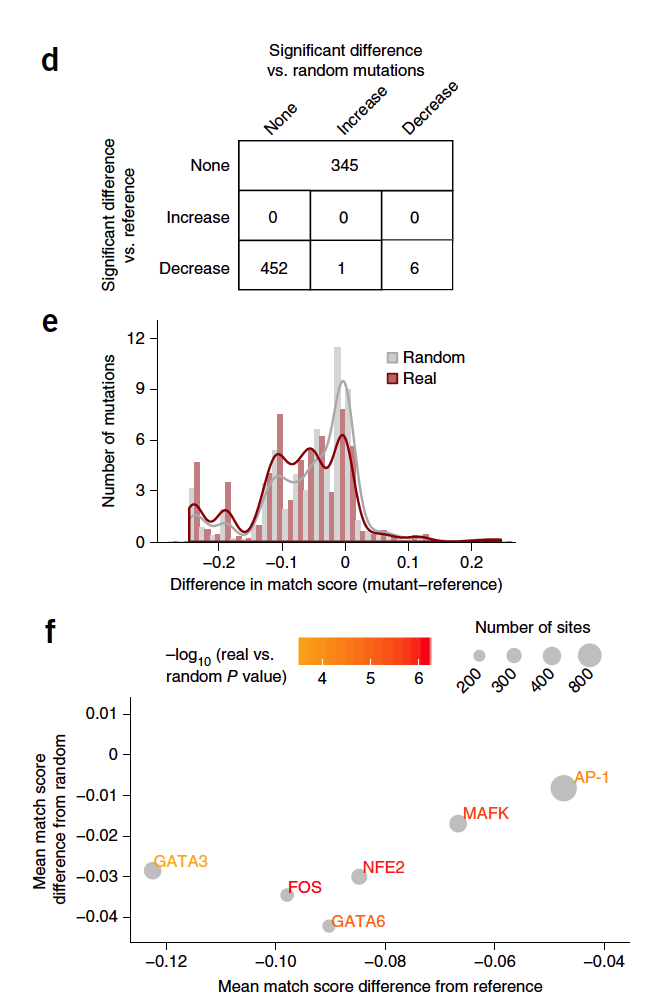 d
Significant difference
vs. random mutations
None
Increase
Decrease
Significant difference
vs. reference
None
345
Increase
0
0
0
Decrease
452
1
6
e
Number of mutations
12
9
6
3
0
Random
Real
−0.2
−0.1
0
0.1
0.2
Difference in match score (mutant−reference)
f
−log10 (real vs.
random P value)
4
5
6
Number of sites
200
300
400
800
Mean match score
difference from random
0.01
0
−0.01
−0.02
−0.03
−0.04
AP-1
MAFK
NFE2
GATA3
FOS
GATA6
−0.12
−0.10
−0.08
−0.06
−0.04
Mean match score difference from reference